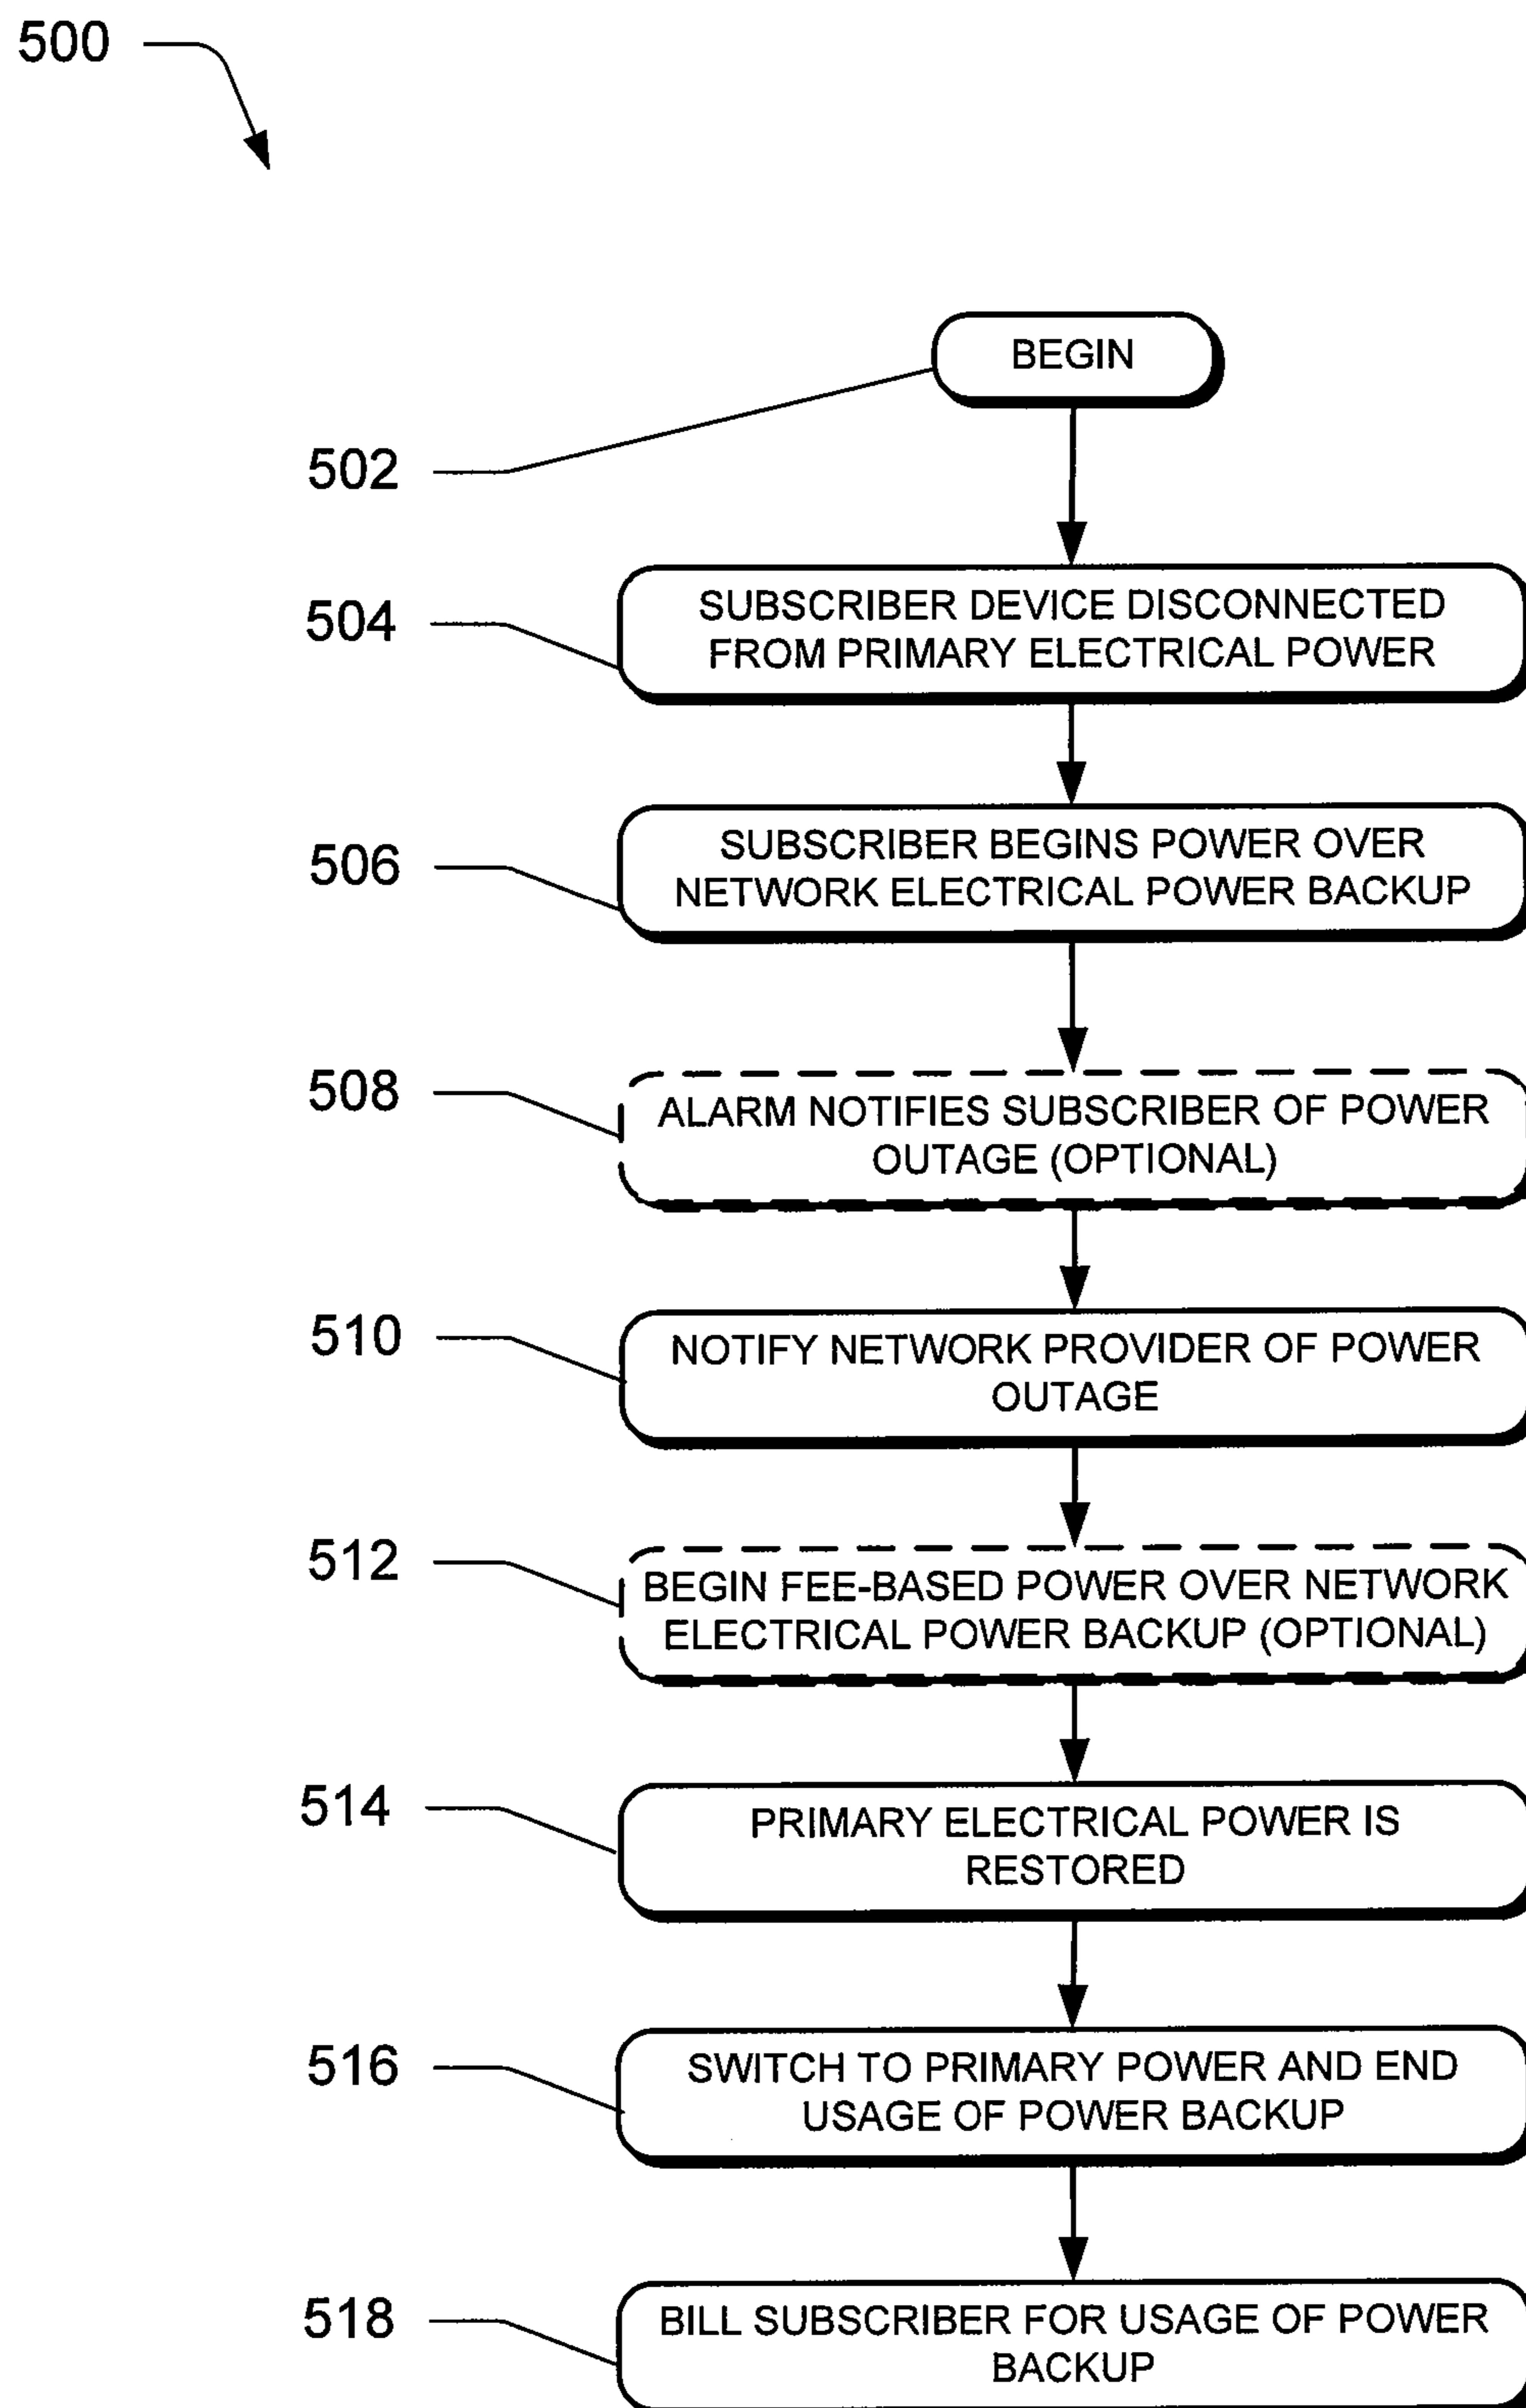 500
BEGIN
502
504
SUBSCRIBER DEVICE DISCONNECTED
FROM PRIMARY ELECTRICAL POWER
506
SUBSCRIBER BEGINS POWER OVER
NETWORK ELECTRICAL POWER BACKUP
508
ALARM NOTIFIES SUBSCRIBER OF POWER
OUTAGE (OPTIONAL)
510
NOTIFY NETWORK PROVIDER OF POWER
OUTAGE
512
BEGIN FEE-BASED POWER OVER NETWORK
ELECTRICAL POWER BACKUP (OPTIONAL)
514
PRIMARY ELECTRICAL POWER IS
RESTORED
516
SWITCH TO PRIMARY POWER AND END
USAGE OF POWER BACKUP
518
BILL SUBSCRIBER FOR USAGE OF POWER
BACKUP